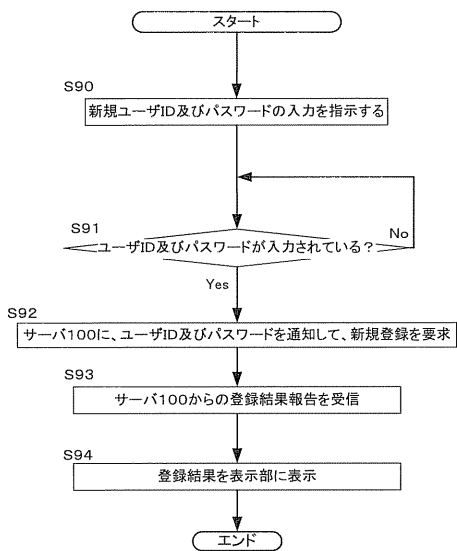 スタート
S90
新規ユーザID及びパスワードの入力を指示する
S91
No
ユーザID及びパスワードが入力されている?
Yes
S92
サーバ100に、ユーザID及びパスワードを通知して、新規登録を要求
S93
サーバ100からの登録結果報告を受信
S94
登録結果を表示部に表示
エンド